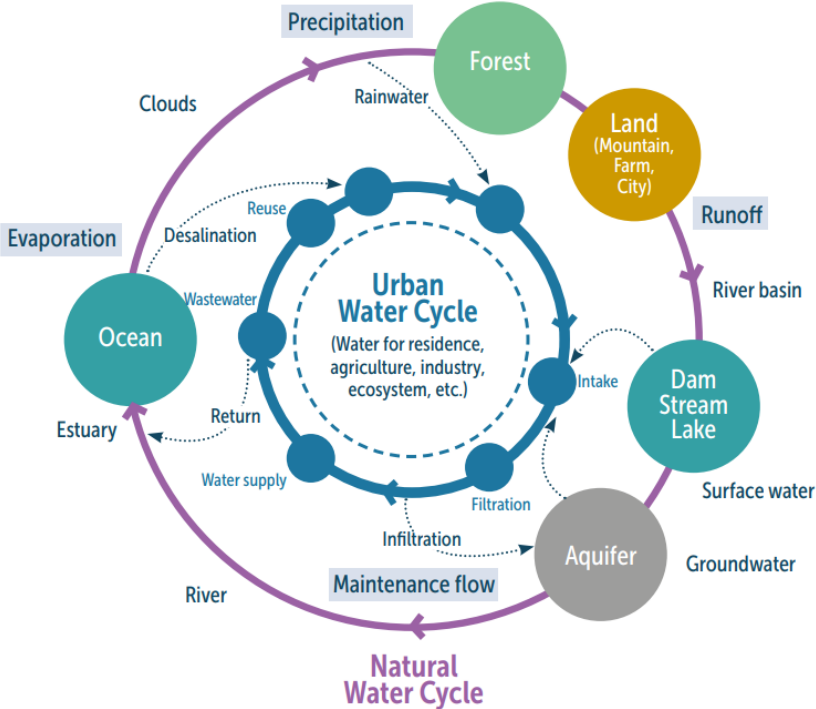 Precipitation
Forest
Clouds
Rainwater
Land
(Mountain,
Farm,
City)
Reuse
Runoff
Evaporation
Desalination
Urban
Water Cycle
(Water for residence,
agriculture, industry,
ecosystem, etc.)
River basin
Wastewater
Ocean
Intake
Dam
Stream
Lake
Return
Estuary
Water supply
Filtration
Surface water
Infiltration
Aquifer
Groundwater
Maintenance flow
River
Natural
Water Cycle